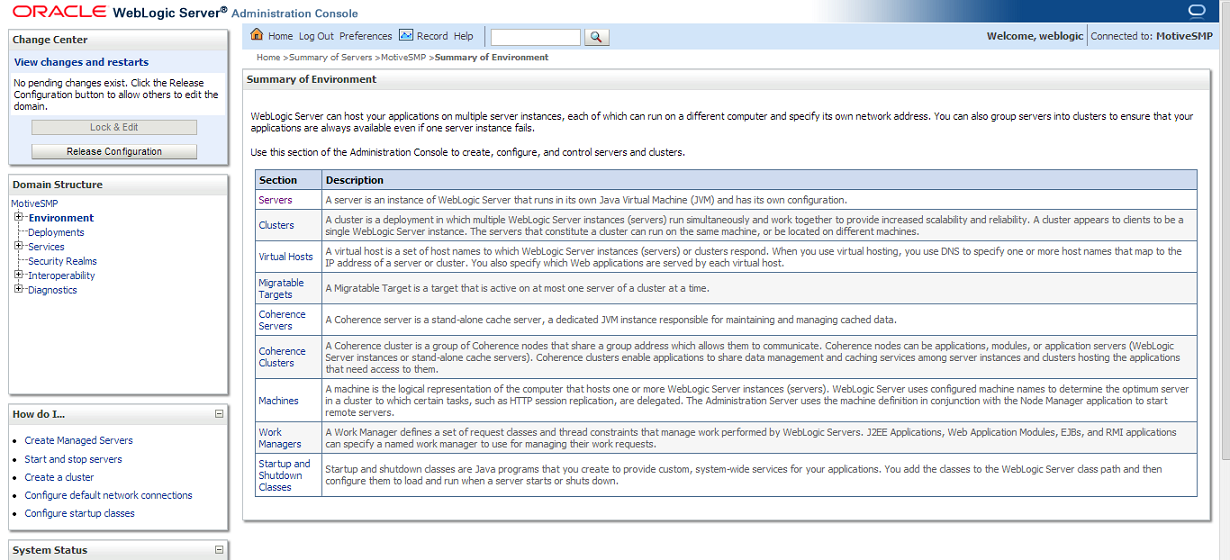 ORACLE WebLogic Server® Administration Console
Change Center
View changes and restarts
No pending changes exist. Click the Release
Configuration button to allow others to edit the
domain.
Lock & Edit
Release Configuration
Domain Structure
MotiveSMP
Environment
Deployments
Services
Security Realms
Interoperability
Diagnostics
How do I...
Create Managed Servers
Start and stop servers
Create a cluster
Configure default network connections
Configure startup classes
System Status
Home Log Out Preferences Record Help
Welcome, weblogic Connected to: MotiveSMP
Home >Summary of Servers >MotiveSMP >Summary of Environment
Summary of Environment
WebLogic Server can host your applications on multiple server instances, each of which can run on a different computer and specify its own network address. You can also group servers into clusters to ensure that your
applications are always available even if one server instance fails.
Use this section of the Administration Console to create, configure, and control servers and clusters.
Section Description
Servers A server is an instance of WebLogic Server that runs in its own Java Virtual Machine (JVM) and has its own configuration.
Clusters
A cluster is a deployment in which multiple WebLogic Server instances (servers) run simultaneously and work together to provide increased scalability and reliability. A cluster appears to clients to be a
single WebLogic Server instance. The servers that constitute a cluster can run on the same machine, or be located on different machines.
Virtual Hosts
A virtual host is a set of host names to which WebLogic Server instances (servers) or clusters respond. When you use virtual hosting, you use DNS to specify one or more host names that map to the
IP address of a server or cluster. You also specify which Web applications are served by each virtual host.
Migratable
Targets
A Migratable Target is a target that is active on at most one server of a cluster at a time.
Coherence
Servers
A Coherence server is a stand-alone cache server, a dedicated JVM instance responsible for maintaining and managing cached data.
Coherence
Clusters
A Coherence cluster is a group of Coherence nodes that share a group address which allows them to communicate. Coherence nodes can be applications, modules, or application servers (WebLogic
Server instances or stand-alone cache servers). Coherence clusters enable applications to share data management and caching services among server instances and clusters hosting the applications
that need access to them.
Machines
A machine is the logical representation of the computer that hosts one or more WebLogic Server instances (servers). WebLogic Server uses configured machine names to determine the optimum server
in a cluster to which certain tasks, such as HTTP session replication, are delegated. The Administration Server uses the machine definition in conjunction with the Node Manager application to start
remote servers.
Work
Managers
A Work Manager defines a set of request classes and thread constraints that manage work performed by WebLogic Servers. J2EE Applications, Web Application Modules, EJBs, and RMI applications
can specify a named work manager to use for managing their work requests.
Startup and
Shutdown
Classes
Startup and shutdown classes are Java programs that you create to provide custom, system-wide services for your applications. You add the classes to the WebLogic Server class path and then
configure them to load and run when a server starts or shuts down.